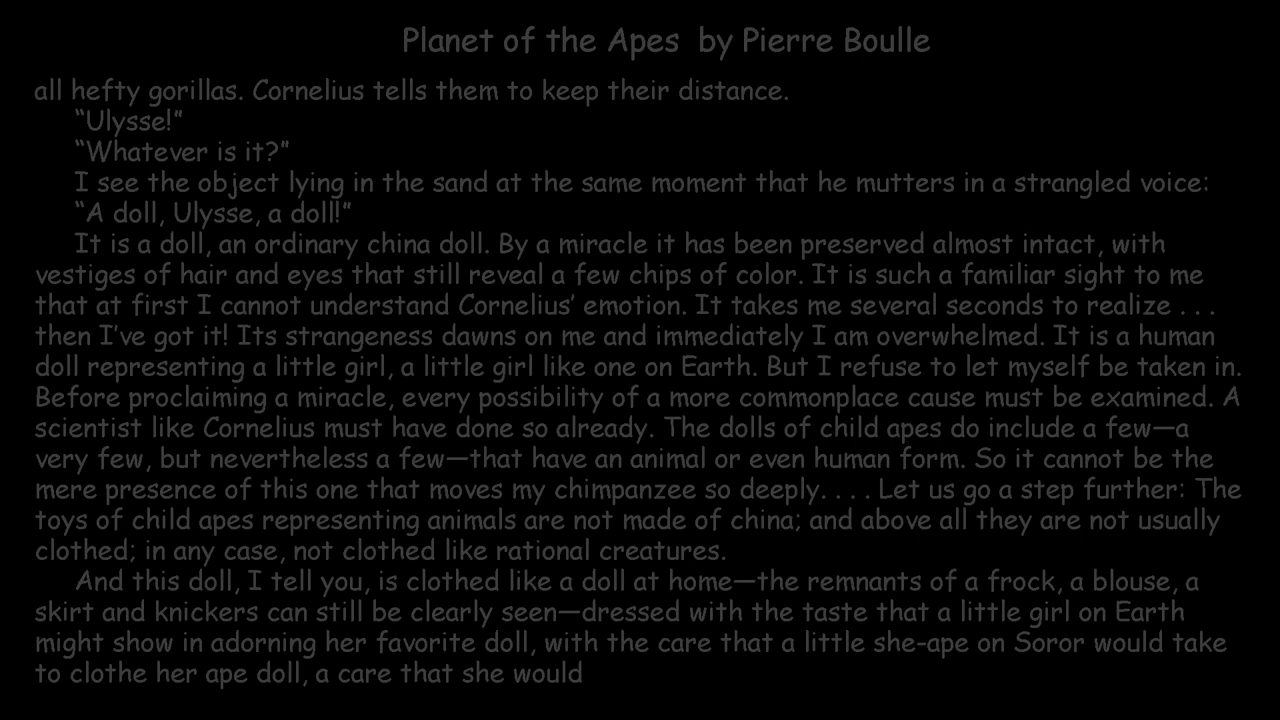 Planet of the Apes  by Pierre Boulle
all hefty gorillas. Cornelius tells them to keep their distance.
“Ulysse!”
“Whatever is it?”
I see the object lying in the sand at the same moment that he mutters in a strangled voice:
“A doll, Ulysse, a doll!”
It is a doll, an ordinary china doll. By a miracle it has been preserved almost intact, with
vestiges of hair and eyes that still reveal a few chips of color. It is such a familiar sight to me
that at first I cannot understand Cornelius’ emotion. It takes me several seconds to realize . . .
then I’ve got it! Its strangeness dawns on me and immediately I am overwhelmed. It is a human
doll representing a little girl, a little girl like one on Earth. But I refuse to let myself be taken in.
Before proclaiming a miracle, every possibility of a more commonplace cause must be examined. A
scientist like Cornelius must have done so already. The dolls of child apes do include a few—a
very few, but nevertheless a few—that have an animal or even human form. So it cannot be the
mere presence of this one that moves my chimpanzee so deeply. . . . Let us go a step further: The
toys of child apes representing animals are not made of china; and above all they are not usually
clothed; in any case, not clothed like rational creatures.
And this doll, I tell you, is clothed like a doll at home—the remnants of a frock, a blouse, a
skirt and knickers can still be clearly seen—dressed with the taste that a little girl on Earth
might show in adorning her favorite doll, with the care that a little she-ape on Soror would take
to clothe her ape doll, a care that she would